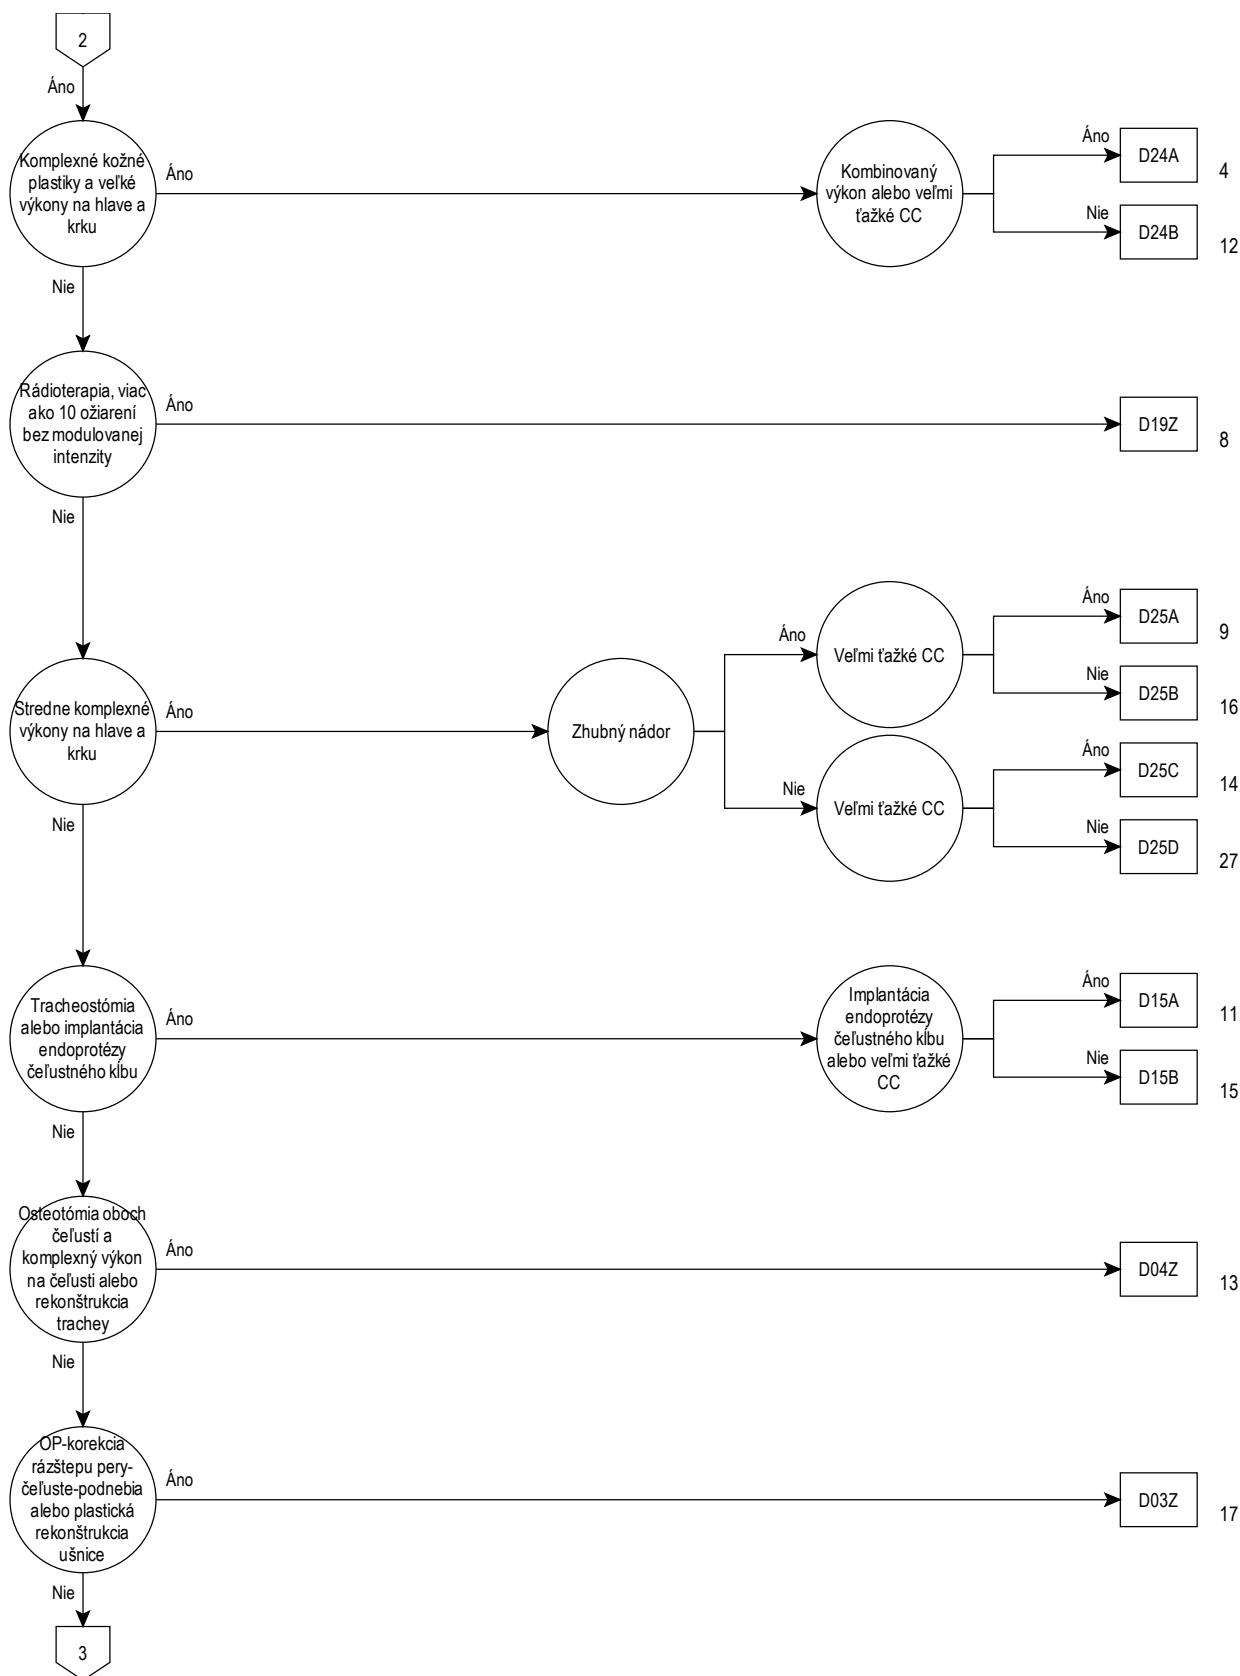 2
Áno
Komplexné kožné
plastiky a veľké
výkony na hlave a
krku
Áno
Kombinovaný
výkon alebo veľmi
ťažké CC
Áno
D24A
4
Nie
D24B
12
Nie
Rádioterapia, viac
ako 10 ožiarení
bez modulovanej
intenzity
Áno
D19Z
8
Nie
Stredne komplexné
výkony na hlave a
krku
Áno
Zhubný nádor
Áno
Veľmi ťažké CC
Áno
D25A
9
Nie
D25B
16
Nie
Veľmi ťažké CC
Áno
D25C
14
Nie
D25D
27
Nie
Tracheostómia
alebo implantácia
endoprotézy
čeľustného kĺbu
Áno
Implantácia
endoprotézy
čeľustného kĺbu
alebo veľmi ťažké
CC
Áno
D15A
11
Nie
D15B
15
Nie
Osteotómia oboch
čeľustí a
komplexný výkon
na čeľusti alebo
rekonštrukcia
trachey
Áno
D04Z
13
Nie
OP-korekcia
rázštepu pery-
čeľuste-podnebia
alebo plastická
rekonštrukcia
ušnice
Áno
D03Z
17
Nie
3